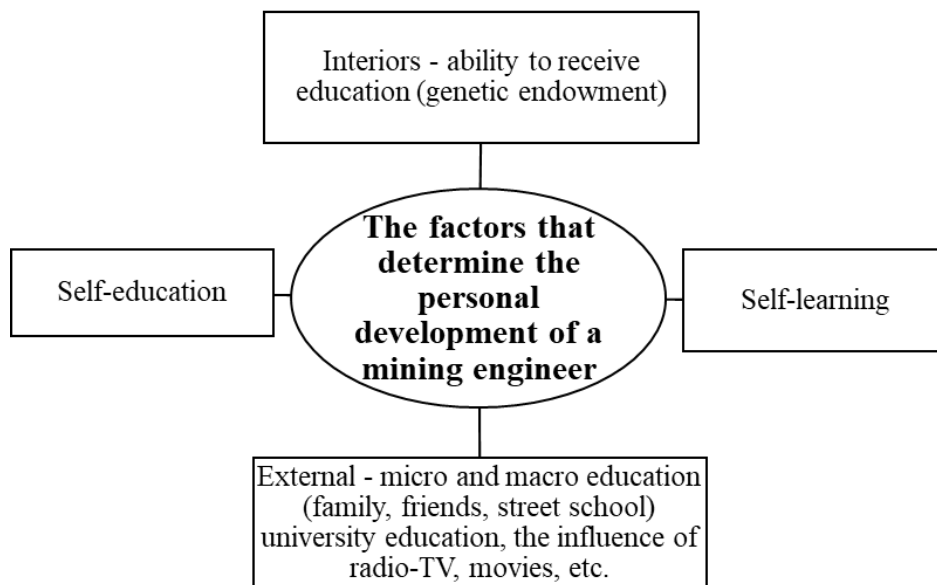 Interiors - ability to receive
education (genetic endowment)
The factors that
determine the
personal
development of a
mining engineer
Self-education
Self-learning
External - micro and macro education
(family, friends, street school)
university education, the influence of
radio-TV, movies, etc.